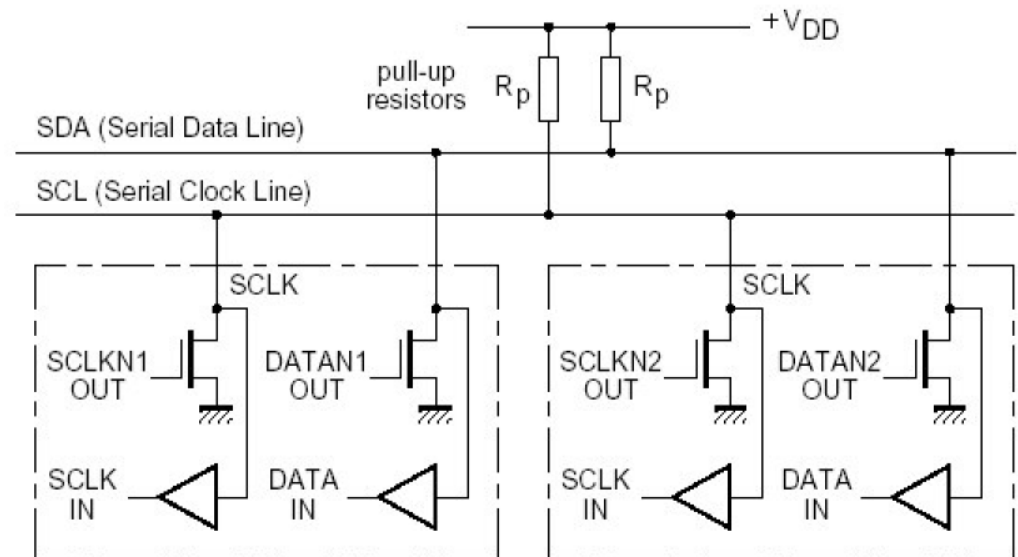 +VDD
pull-up
resistors
Rp
Rp
SDA (Serial Data Line)
SCL (Serial Clock Line)
SCLK
SCLK
SCLKN1
OUT
DATAN1
OUT
SCLKN2
OUT
DATAN2
OUT
SCLK
IN
DATA
IN
SCLK
IN
DATA
IN